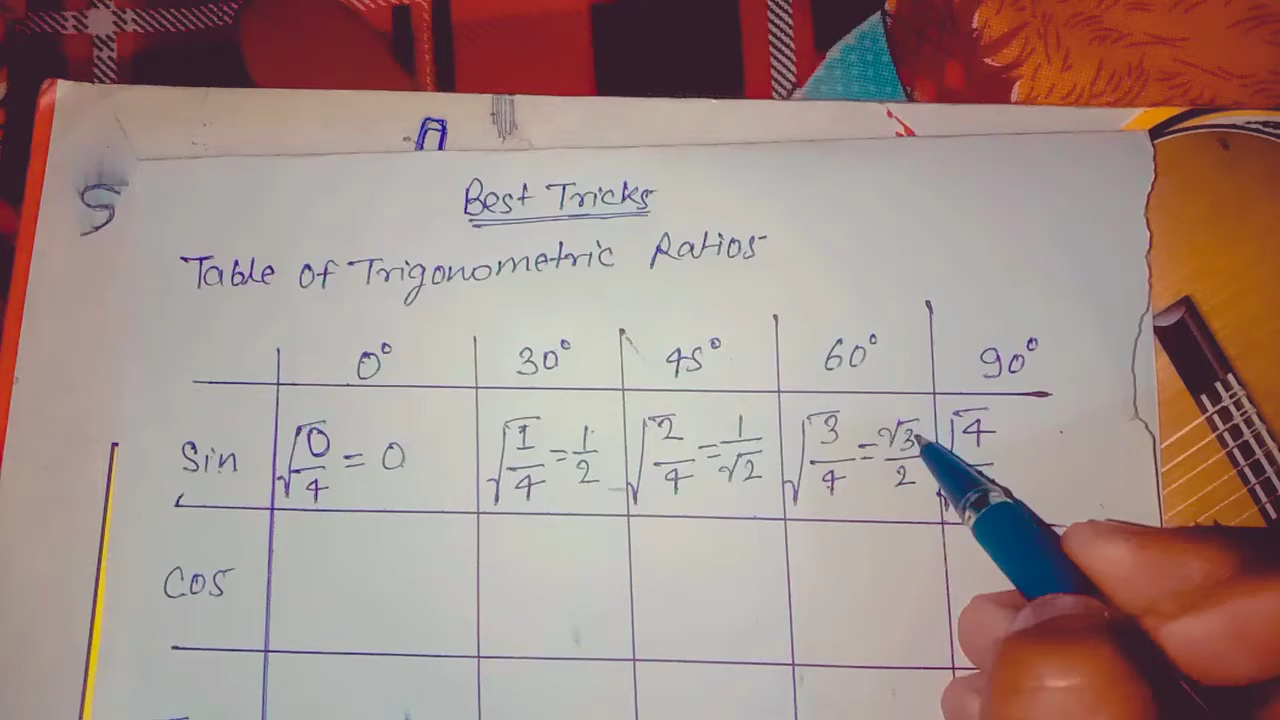 S
Best Tricks
Table of Trigonometric Ratios
0° 30° 45° 60° 90°
Sin √0/4 = 0 √1/4 = 1/2 √2/4 = 1/√2 √3/4 = √3/2 √4
Cos